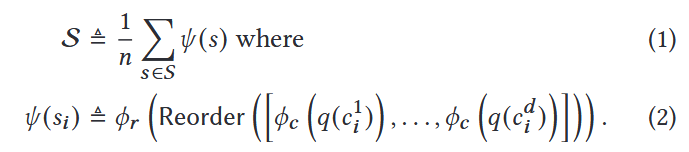 𝒮 ≜ 1/n ∑_{s∈S} ψ(s) where (1)
ψ(s_i) ≜ ϕ_r (Reorder ([ϕ_c (q(c_i^1)), . . . , ϕ_c (q(c_i^d))])). (2)